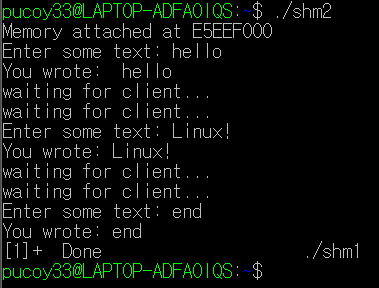 pucoy33@LAPTOP-ADFAOIQS:~$ ./shm2
Memory attached at E5EEF000
Enter some text: hello
You wrote:  hello
waiting for client...
waiting for client...
Enter some text: Linux!
You wrote: Linux!
waiting for client...
waiting for client...
Enter some text: end
You wrote: end
[1]+  Done                    ./shm1
pucoy33@LAPTOP-ADFAOIQS:~$